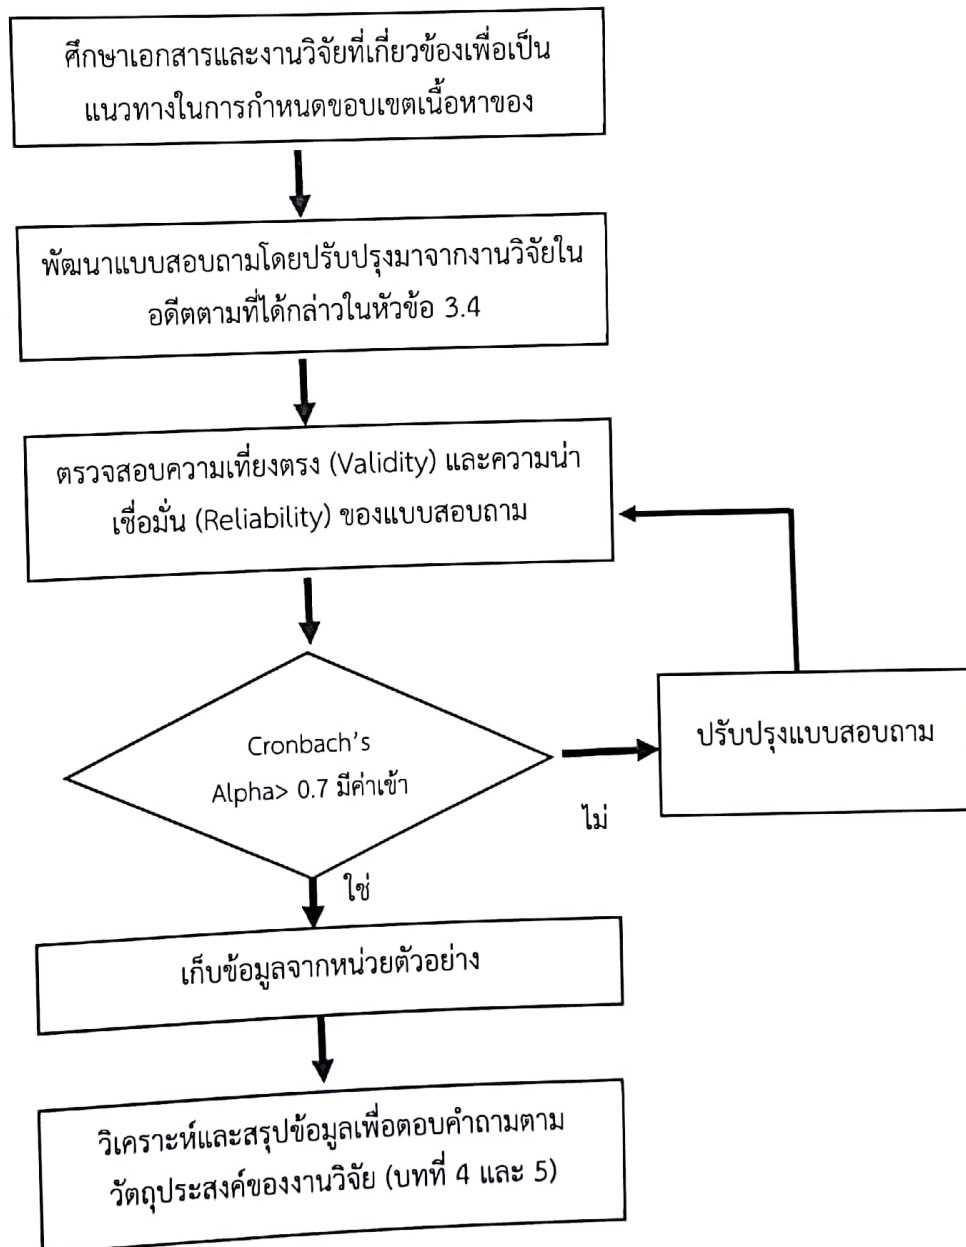 ศึกษาเอกสารและงานวิจัยที่เกี่ยวข้องเพื่อเป็น
แนวทางในการกำหนดขอบเขตเนื้อหาของ
พัฒนาแบบสอบถามโดยปรับปรุงมาจากงานวิจัยใน
อดีตตามที่ได้กล่าวในหัวข้อ 3.4
ตรวจสอบความเที่ยงตรง (Validity) และความน่า
เชื่อมั่น (Reliability) ของแบบสอบถาม
Cronbach's
Alpha> 0.7 มีค่าเข้า
ปรับปรุงแบบสอบถาม
ไม่
ใช่
เก็บข้อมูลจากหน่วยตัวอย่าง
วิเคราะห์และสรุปข้อมูลเพื่อตอบคำถามตาม
วัตถุประสงค์ของงานวิจัย (บทที่ 4 และ 5)